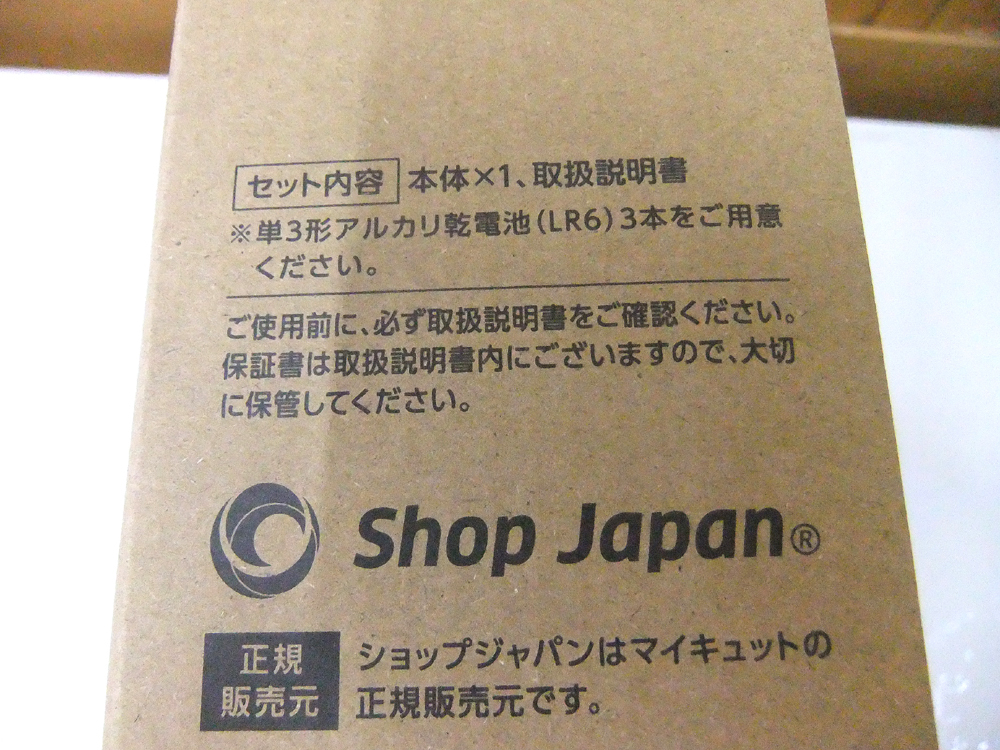 セット内容 本体×1、取扱説明書
※単3形アルカリ乾電池(LR6)3本をご用意
ください。
ご使用前に、必ず取扱説明書をご確認ください。
保証書は取扱説明書内にございますので、大切
に保管してください。
Shop Japan®
正規
販売元
ショップジャパンはマイキュットの
正規販売元です。